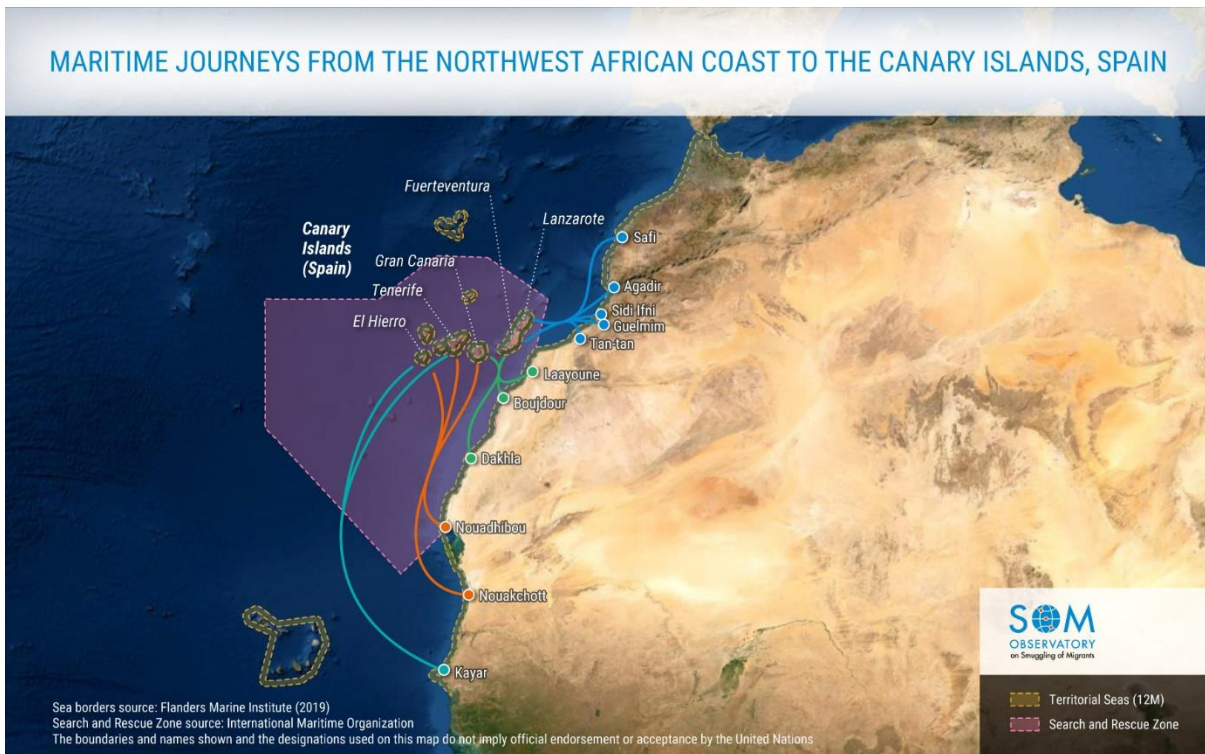 MARITIME JOURNEYS FROM THE NORTHWEST AFRICAN COAST TO THE CANARY ISLANDS, SPAIN
Fuerteventura
Lanzarote
Canary
Islands
(Spain)
Gran Canaria
Tenerife
El Hierro
Safi
Agadir
Sidi Ifni
Guelmim
Tan-tan
Laayoune
Boujdour
Dakhla
Nouadhibou
Nouakchott
Kayar
SOM
OBSERVATORY
on Smuggling of Migrants
Territorial Seas (12M)
Search and Rescue Zone
Sea borders source: Flanders Marine Institute (2019)
Search and Rescue Zone source: International Maritime Organization
The boundaries and names shown and the designations used on this map do not imply official endorsement or acceptance by the United Nations